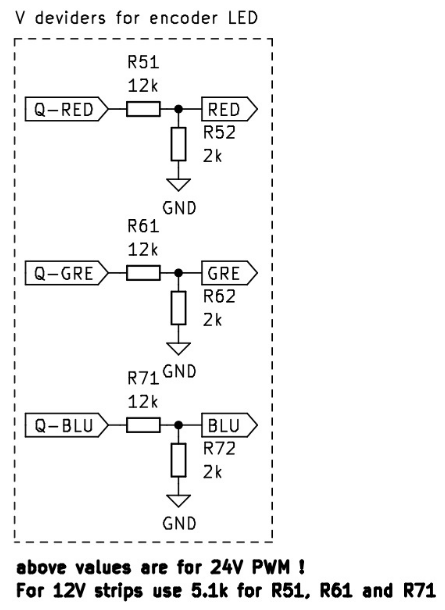 V deviders for encoder LED
R51
12k
Q-RED
RED
R52
2k
GND
R61
12k
Q-GRE
GRE
R62
2k
GND
R71
12k
Q-BLU
BLU
R72
2k
GND
above values are for 24V PWM !
For 12V strips use 5.1k for R51, R61 and R71